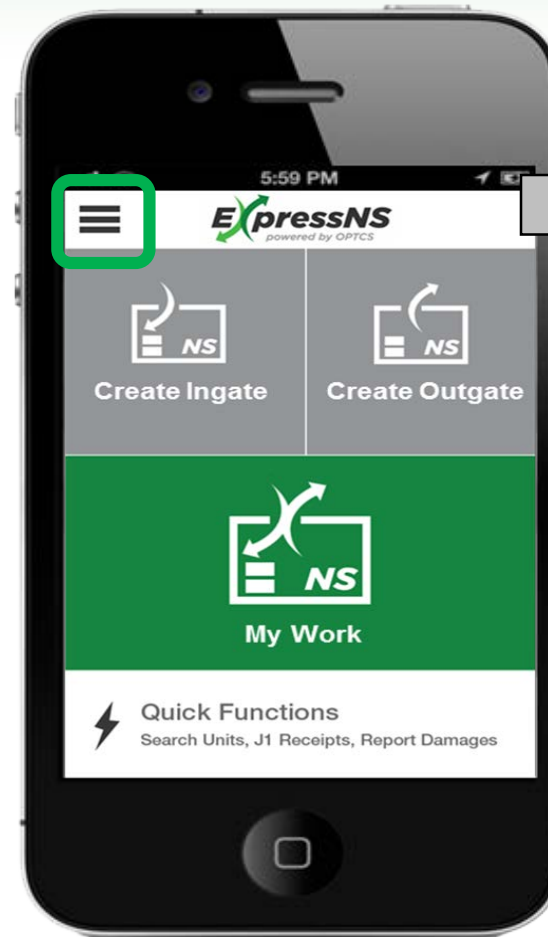 5:59 PM
ExpressNS
powered by OPTCS
NS
NS
Create Ingate
Create Outgate
NS
My Work
Quick Functions
Search Units, J1 Receipts, Report Damages